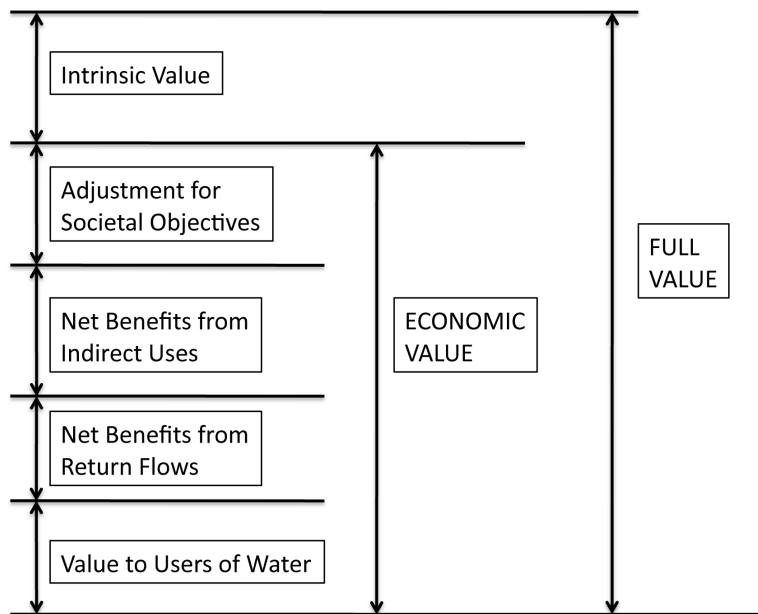 Intrinsic Value
Adjustment for
Societal Objectives
Net Benefits from
Indirect Uses
Net Benefits from
Return Flows
Value to Users of Water
ECONOMIC
VALUE
FULL
VALUE